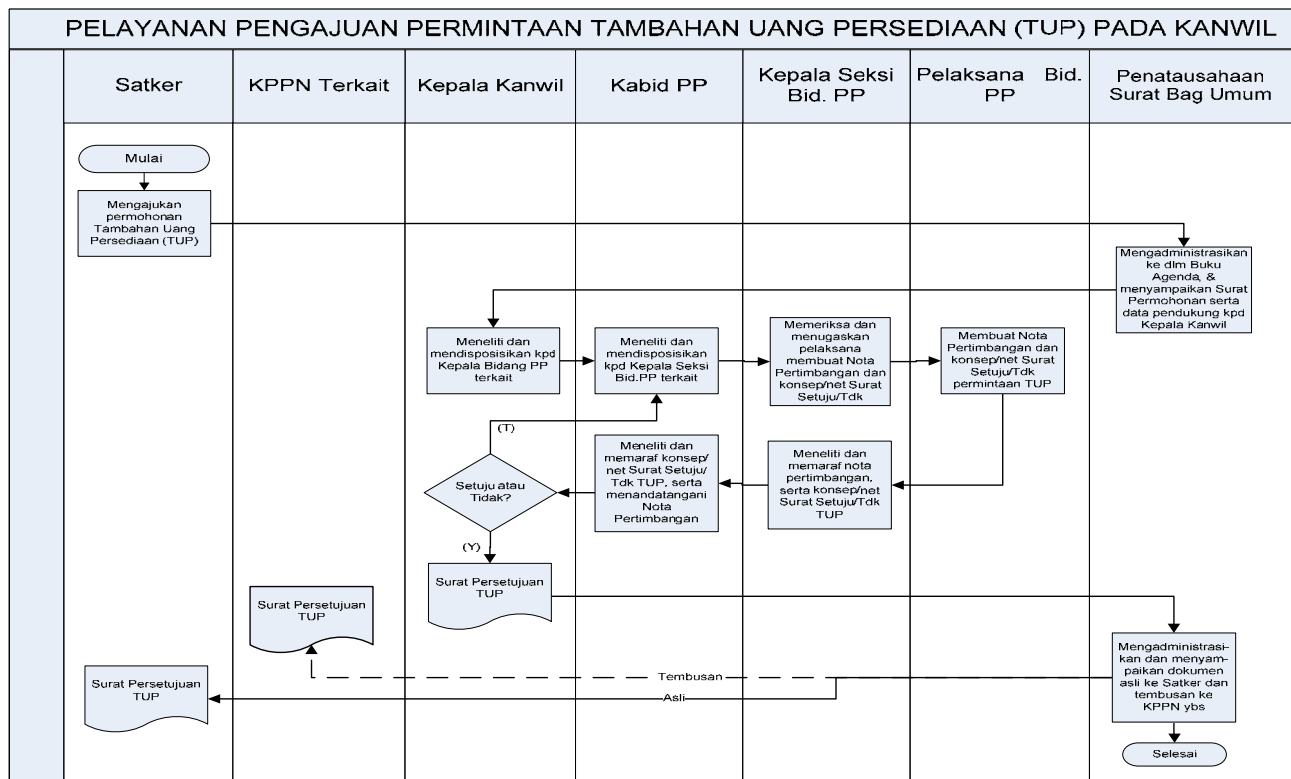 PELAYANAN PENGAJUAN PERMINTAAN TAMBAHAN UANG PERSEDIAAN (TUP) PADA KANWIL
Satker
KPPN Terkait
Kepala Kanwil
Kabid PP
Kepala Seksi
Bid. PP
Pelaksana Bid.
PP
Penatausahaan
Surat Bag Umum
Mulai
Mengajukan
permohonan
Tambahan Uang
Persediaan (TUP)
Mengadministrasikan
ke dlm Buku
Agenda, &
menyampaikan Surat
Permohonan serta
data pendukung kpd
Kepala Kanwil
Meneliti dan
mendisposisikan kpd
Kepala Bidang PP
terkait
Meneliti dan
mendisposisikan
kpd Kepala Seksi
Bid.PP terkait
Memeriksa dan
menugaskan
pelaksana
membuat Nota
Pertimbangan dan
konsep/net Surat
Setuju/Tdk
Membuat Nota
Pertimbangan dan
konsep/net Surat
Setuju/Tdk
permintaan TUP
(T)
Setuju atau
Tidak?
(Y)
Meneliti dan
memaraf konsep/
net Surat Setuju/
Tdk TUP, serta
menandatangani
Nota
Pertimbangan
Meneliti dan
memaraf nota
pertimbangan,
serta konsep/net
Surat Setuju/Tdk
TUP
Surat Persetujuan
TUP
Surat Persetujuan
TUP
Mengadministrasi-
kan dan menyam-
paikan dokumen
asli ke Satker dan
tembusan ke
KPPN ybs
Surat Persetujuan
TUP
Tembusan
Asli
Selesai